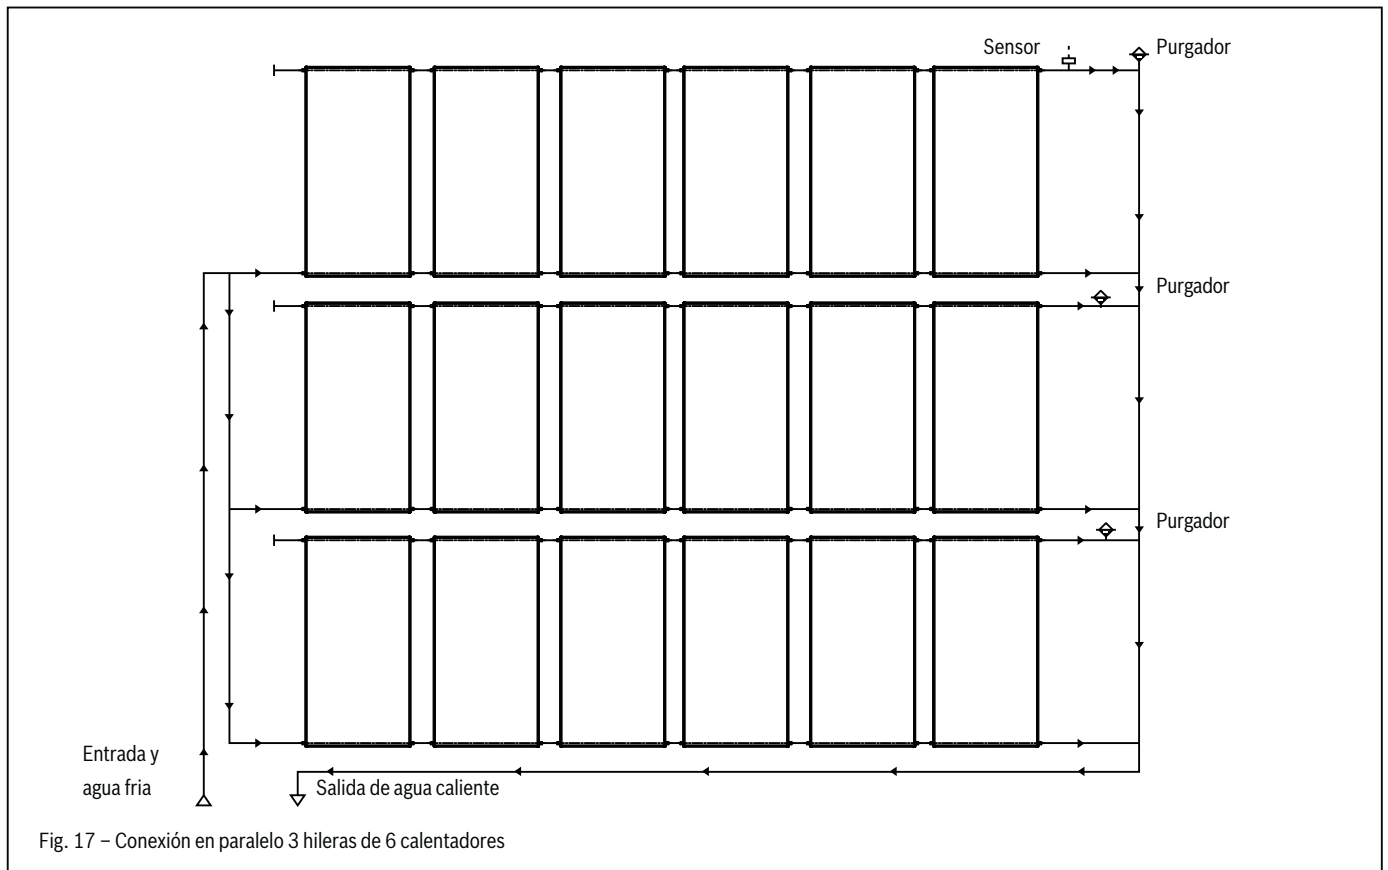 Sensor
Purgador
Purgador
Purgador
Entrada y
agua fria
Salida de agua caliente
Fig. 17 – Conexión en paralelo 3 hileras de 6 calentadores